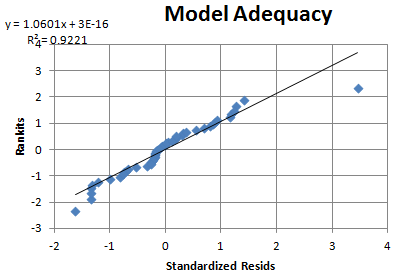 Model Adequacy
y = 1.0601x + 3E-16
R² = 0.9221
4
3
2
1
0
-1
-2
-3
Rankits
-2 -1 0 1 2 3 4
Standardized Resids